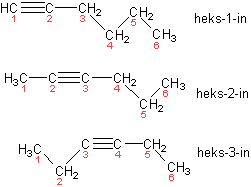 HC CH₂ CH₂ heks-1-in
1 2 3 5
CH₂ CH₃
4 6
H₃C CH₂ CH₃ heks-2-in
1 2 3 4 6
CH₂
5
H₃C CH₂ heks-3-in
1 3 4 5
CH₂ CH₃
2 6